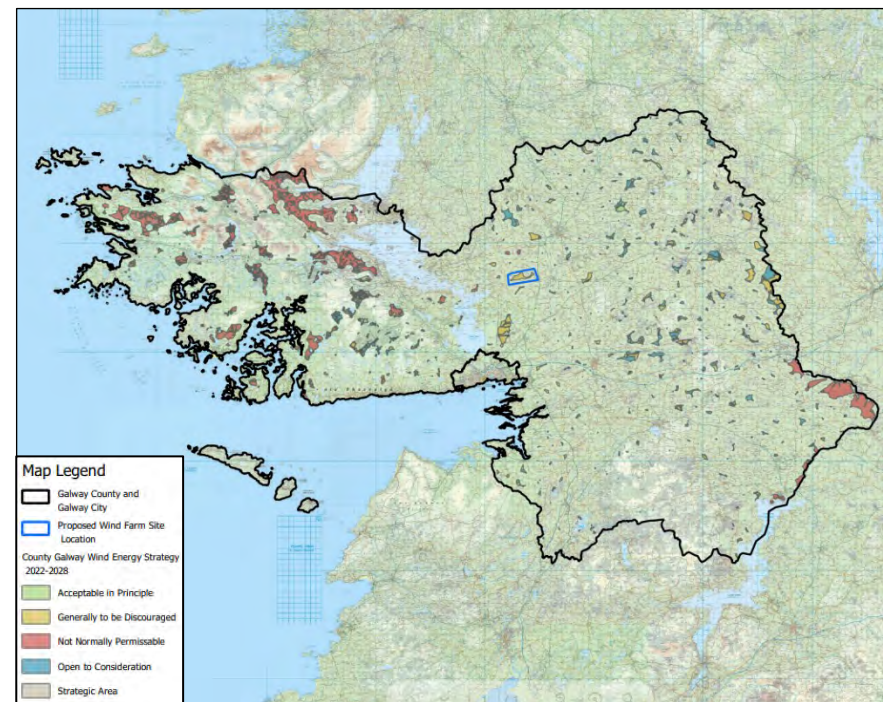 Map Legend
Galway County and
Galway City
Proposed Wind Farm Site
Location
County Galway Wind Energy Strategy
2022-2028
Acceptable in Principle
Generally to be Discouraged
Not Normally Permissable
Open to Consideration
Strategic Area